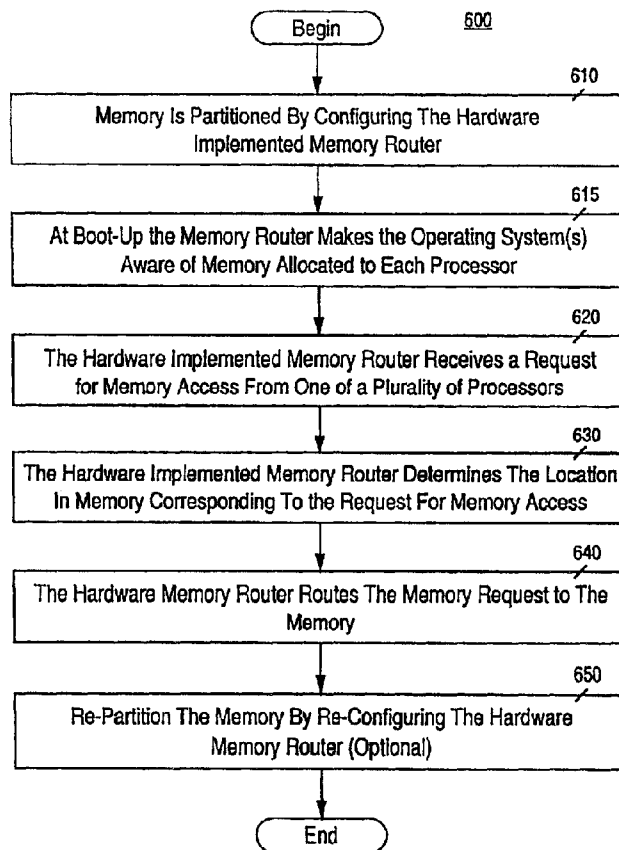 Begin
600
610
Memory Is Partitioned By Configuring The Hardware
Implemented Memory Router
615
At Boot-Up the Memory Router Makes the Operating System(s)
Aware of Memory Allocated to Each Processor
620
The Hardware Implemented Memory Router Receives a Request
for Memory Access From One of a Plurality of Processors
630
The Hardware Implemented Memory Router Determines The Location
In Memory Corresponding To the Request For Memory Access
640
The Hardware Memory Router Routes The Memory Request to The
Memory
650
Re-Partition The Memory By Re-Configuring The Hardware
Memory Router (Optional)
End